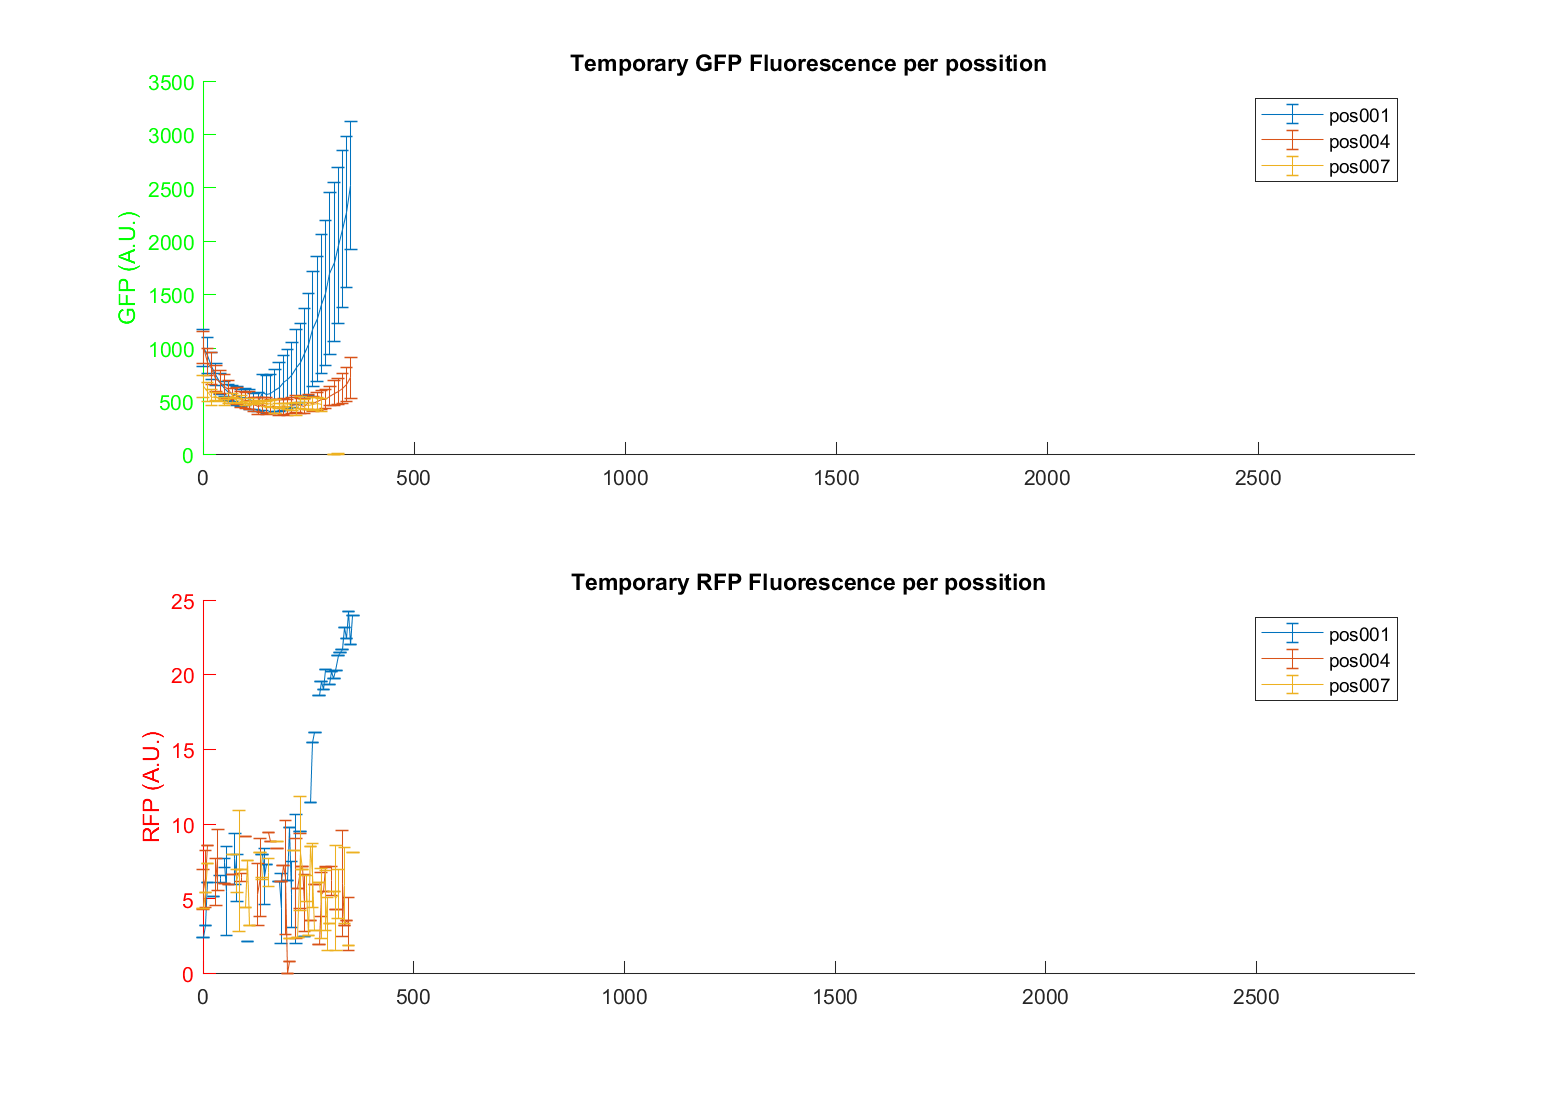 Temporary GFP Fluorescence per possition
3500
3000
2500
2000
1500
1000
500
0
GFP (A.U.)
0 500 1000 1500 2000 2500
pos001
pos004
pos007
Temporary RFP Fluorescence per possition
25
20
15
10
5
0
RFP (A.U.)
0 500 1000 1500 2000 2500
pos001
pos004
pos007